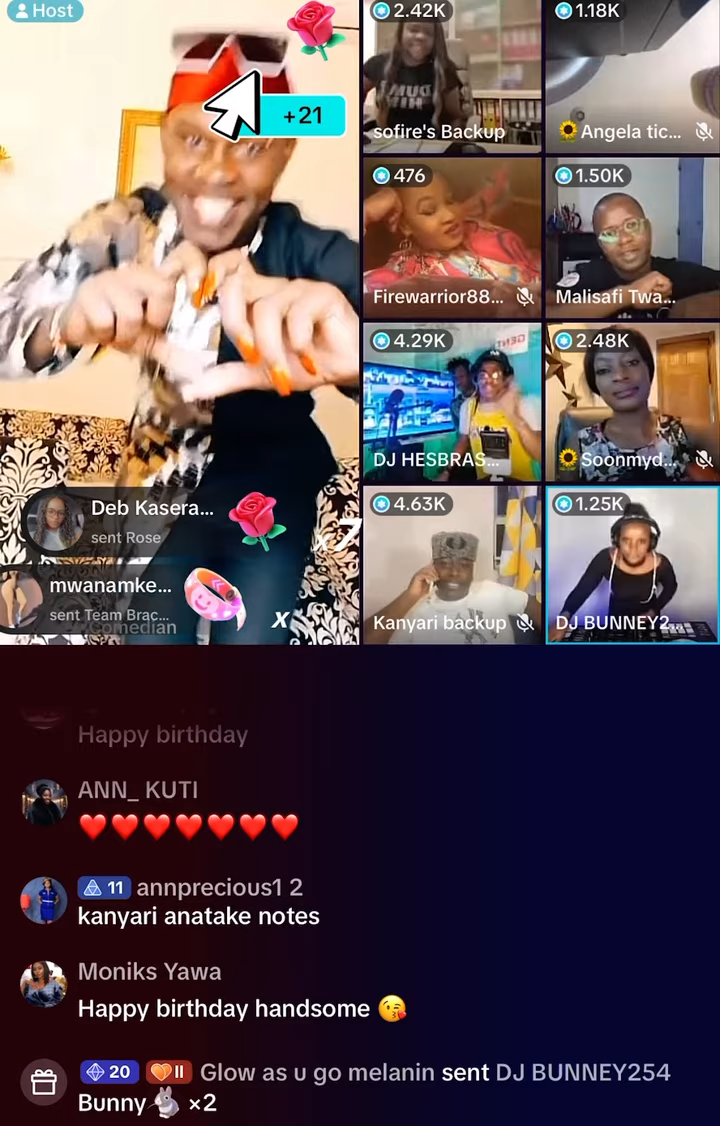 Host
+21
Deb Kasera...
sent Rose
x7
mwanamke...
sent Team Brac...
x
Comedian
2.42K
sofire's Backup
1.18K
Angela tic...
476
Firewarrior88...
1.50K
Malisafi Twa...
4.29K
DJ HESBRAS...
2.48K
Soonmyd...
4.63K
Kanyari backup
1.25K
DJ BUNNEY2...
Happy birthday
ANN_ KUTI
❤️❤️❤️❤️❤️❤️❤️
11 annprecious1 2
kanyari anatake notes
Moniks Yawa
Happy birthday handsome 😘
20 II Glow as u go melanin sent DJ BUNNEY254
Bunny 🐇 ×2